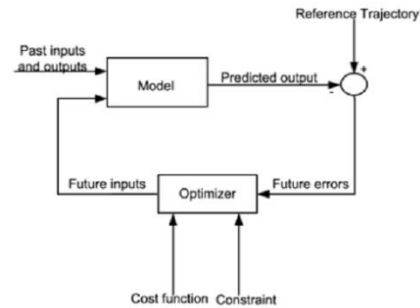 Reference Trajectory
Past inputs
and outputs
Model
Predicted output
+
-
Future inputs
Optimizer
Future errors
Cost function
Constraint